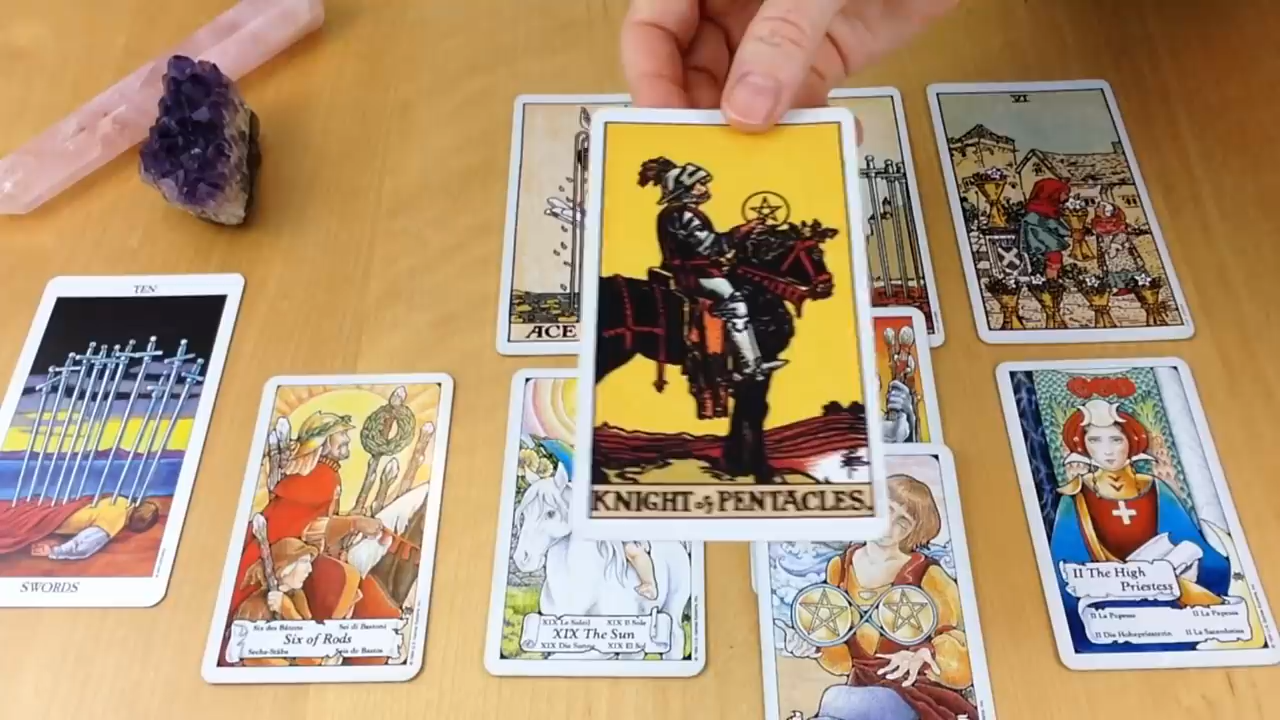 VI
ACE
KNIGHT of PENTACLES.
TEN
SWORDS
Six des Bâtons Sei di Bastoni
Six of Rods
Sechs-Stäbe Seis de Bastos
XIX Le Soleil XIX Il Sole
XIX The Sun
XIX Die Sonne XIX El Sol
II The High
Priestess
II La Papesse II La Papessa
II Die Hohepriesterin II La Sacerdotisa